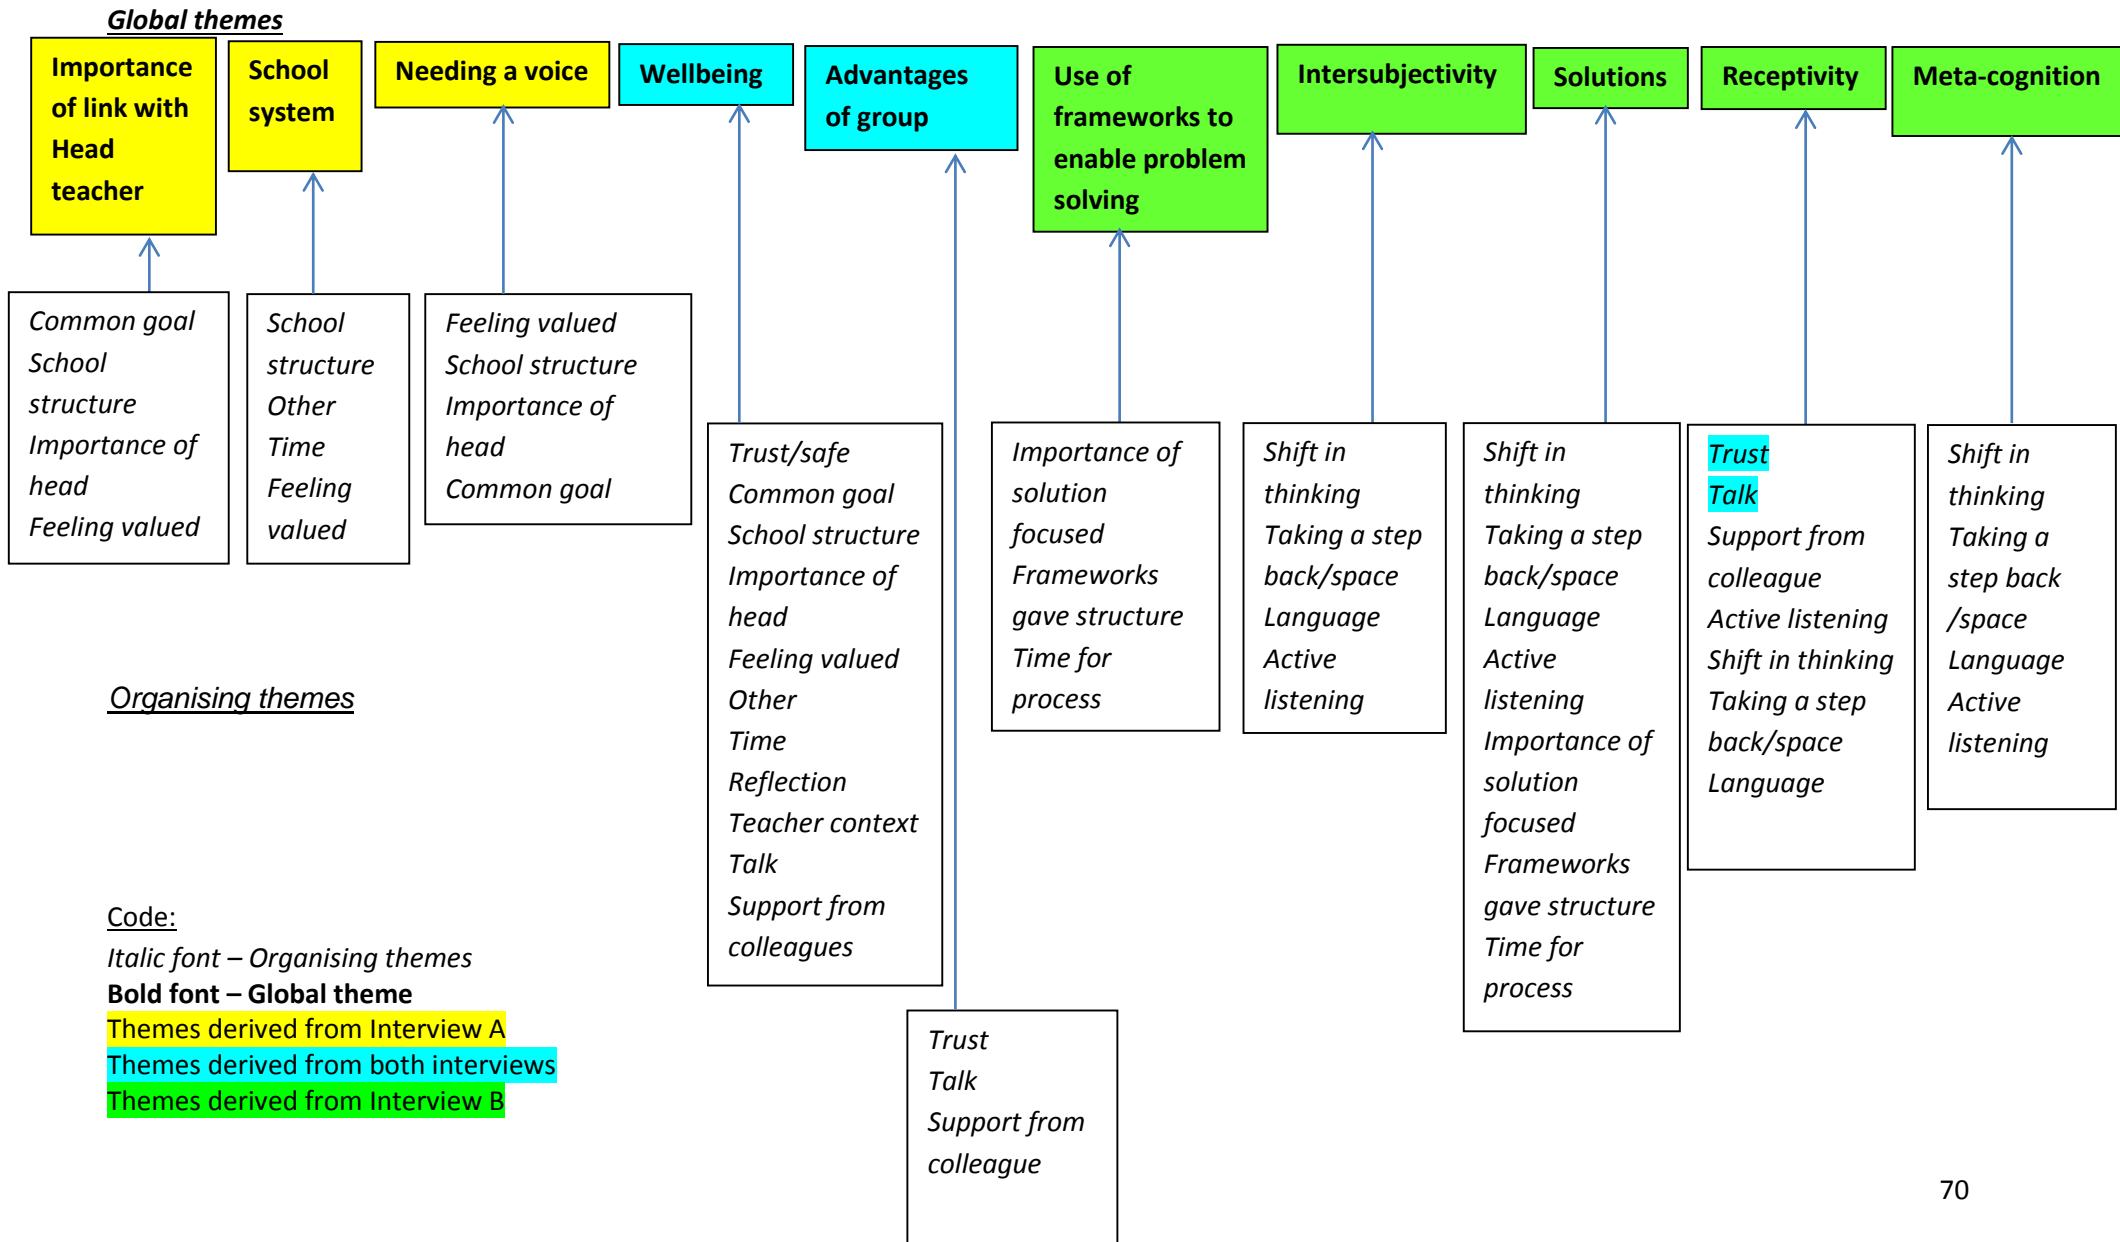 Global themes
Importance
of link with
Head
teacher
School
system
Needing a voice
Wellbeing
Advantages
of group
Use of
frameworks to
enable problem
solving
Intersubjectivity
Solutions
Receptivity
Meta-cognition
Common goal
School
structure
Importance of
head
Feeling valued
School
structure
Other
Time
Feeling
valued
Feeling valued
School structure
Importance of
head
Common goal
Trust/safe
Common goal
School structure
Importance of
head
Feeling valued
Other
Time
Reflection
Teacher context
Talk
Support from
colleagues
Trust
Talk
Support from
colleague
Importance of
solution
focused
Frameworks
gave structure
Time for
process
Shift in
thinking
Taking a step
back/space
Language
Active
listening
Shift in
thinking
Taking a step
back/space
Language
Active
listening
Importance of
solution
focused
Frameworks
gave structure
Time for
process
Trust
Talk
Support from
colleague
Active listening
Shift in thinking
Taking a step
back/space
Language
Shift in
thinking
Taking a
step back
/space
Language
Active
listening
Organising themes
Code:
Italic font – Organising themes
Bold font – Global theme
Themes derived from Interview A
Themes derived from both interviews
Themes derived from Interview B
70